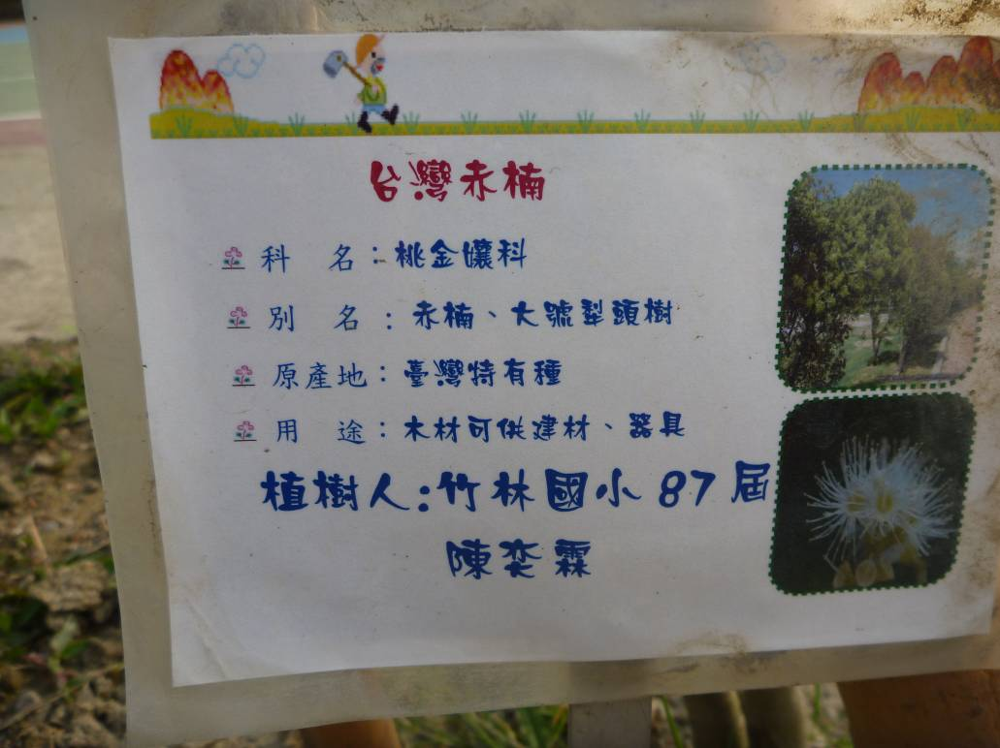 台灣赤楠
科 名：桃金孃科
別 名：赤楠、大號犁頭樹
原產地：臺灣特有種
用 途：木材可供建材、器具
植樹人:竹林國小87屆
陳奕霖